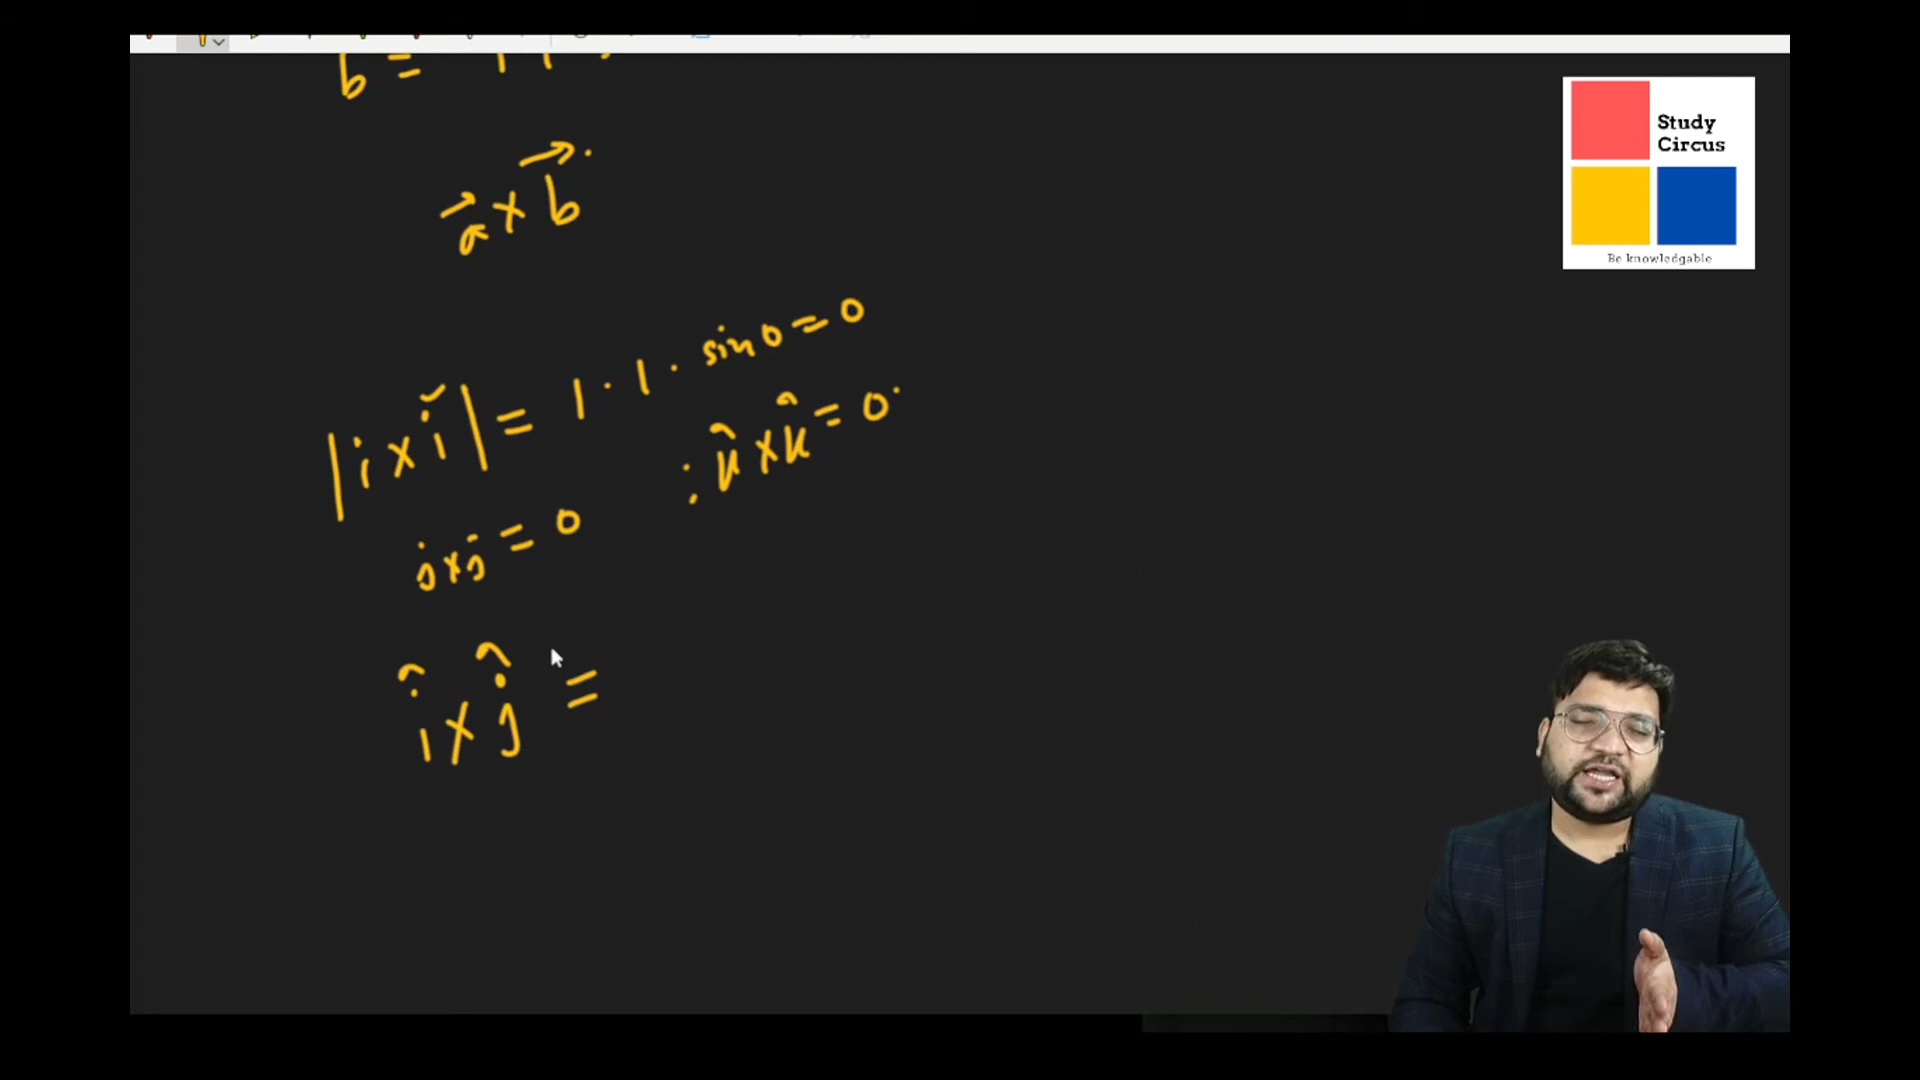 b =
Study
Circus
Be knowledgable
a⃗ × b⃗
|i × i| = 1 · 1 · sin 0 = 0
; k̂ × k̂ = 0
j × j = 0
î × ĵ =